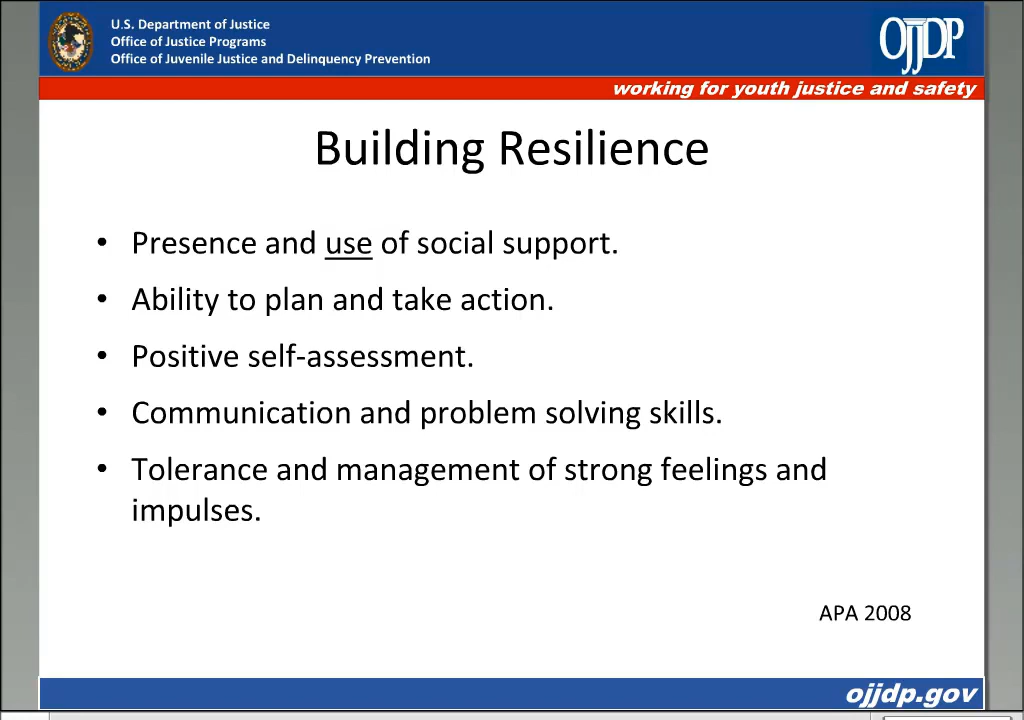 U.S. Department of Justice
Office of Justice Programs
Office of Juvenile Justice and Delinquency Prevention
OJJDP
working for youth justice and safety
Building Resilience
• Presence and use of social support.
• Ability to plan and take action.
• Positive self-assessment.
• Communication and problem solving skills.
• Tolerance and management of strong feelings and
impulses.
APA 2008
ojjdp.gov